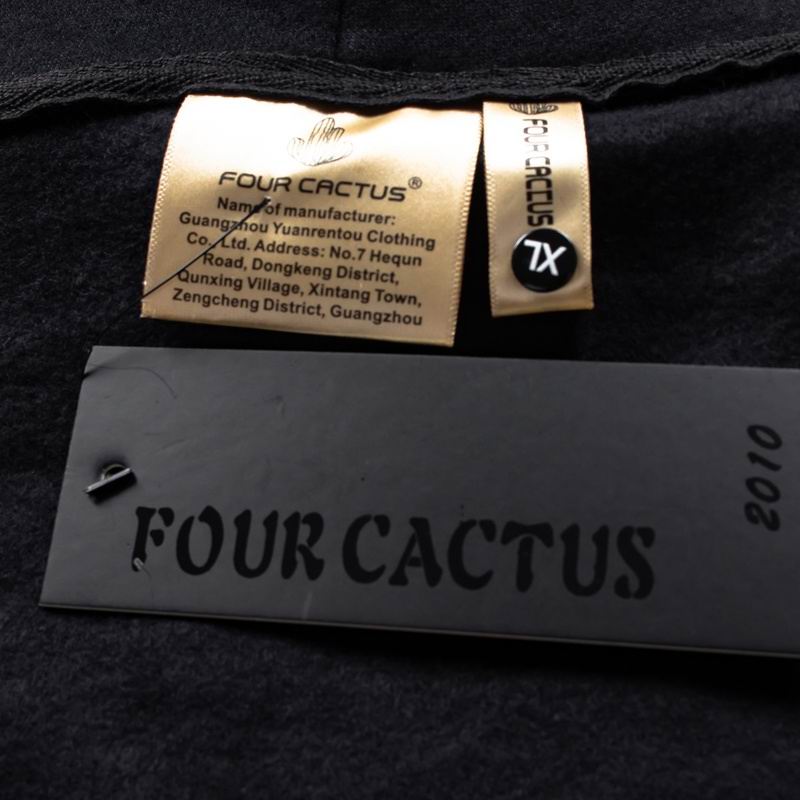 FOUR CACTUS®
Name of manufacturer:
Guangzhou Yuanrentou Clothing
Co., Ltd. Address: No.7 Hequn
Road, Dongkeng District,
Qunxing Village, Xintang Town,
Zengcheng District, Guangzhou
FOUR CACTUS
7X
FOUR CACTUS
2010